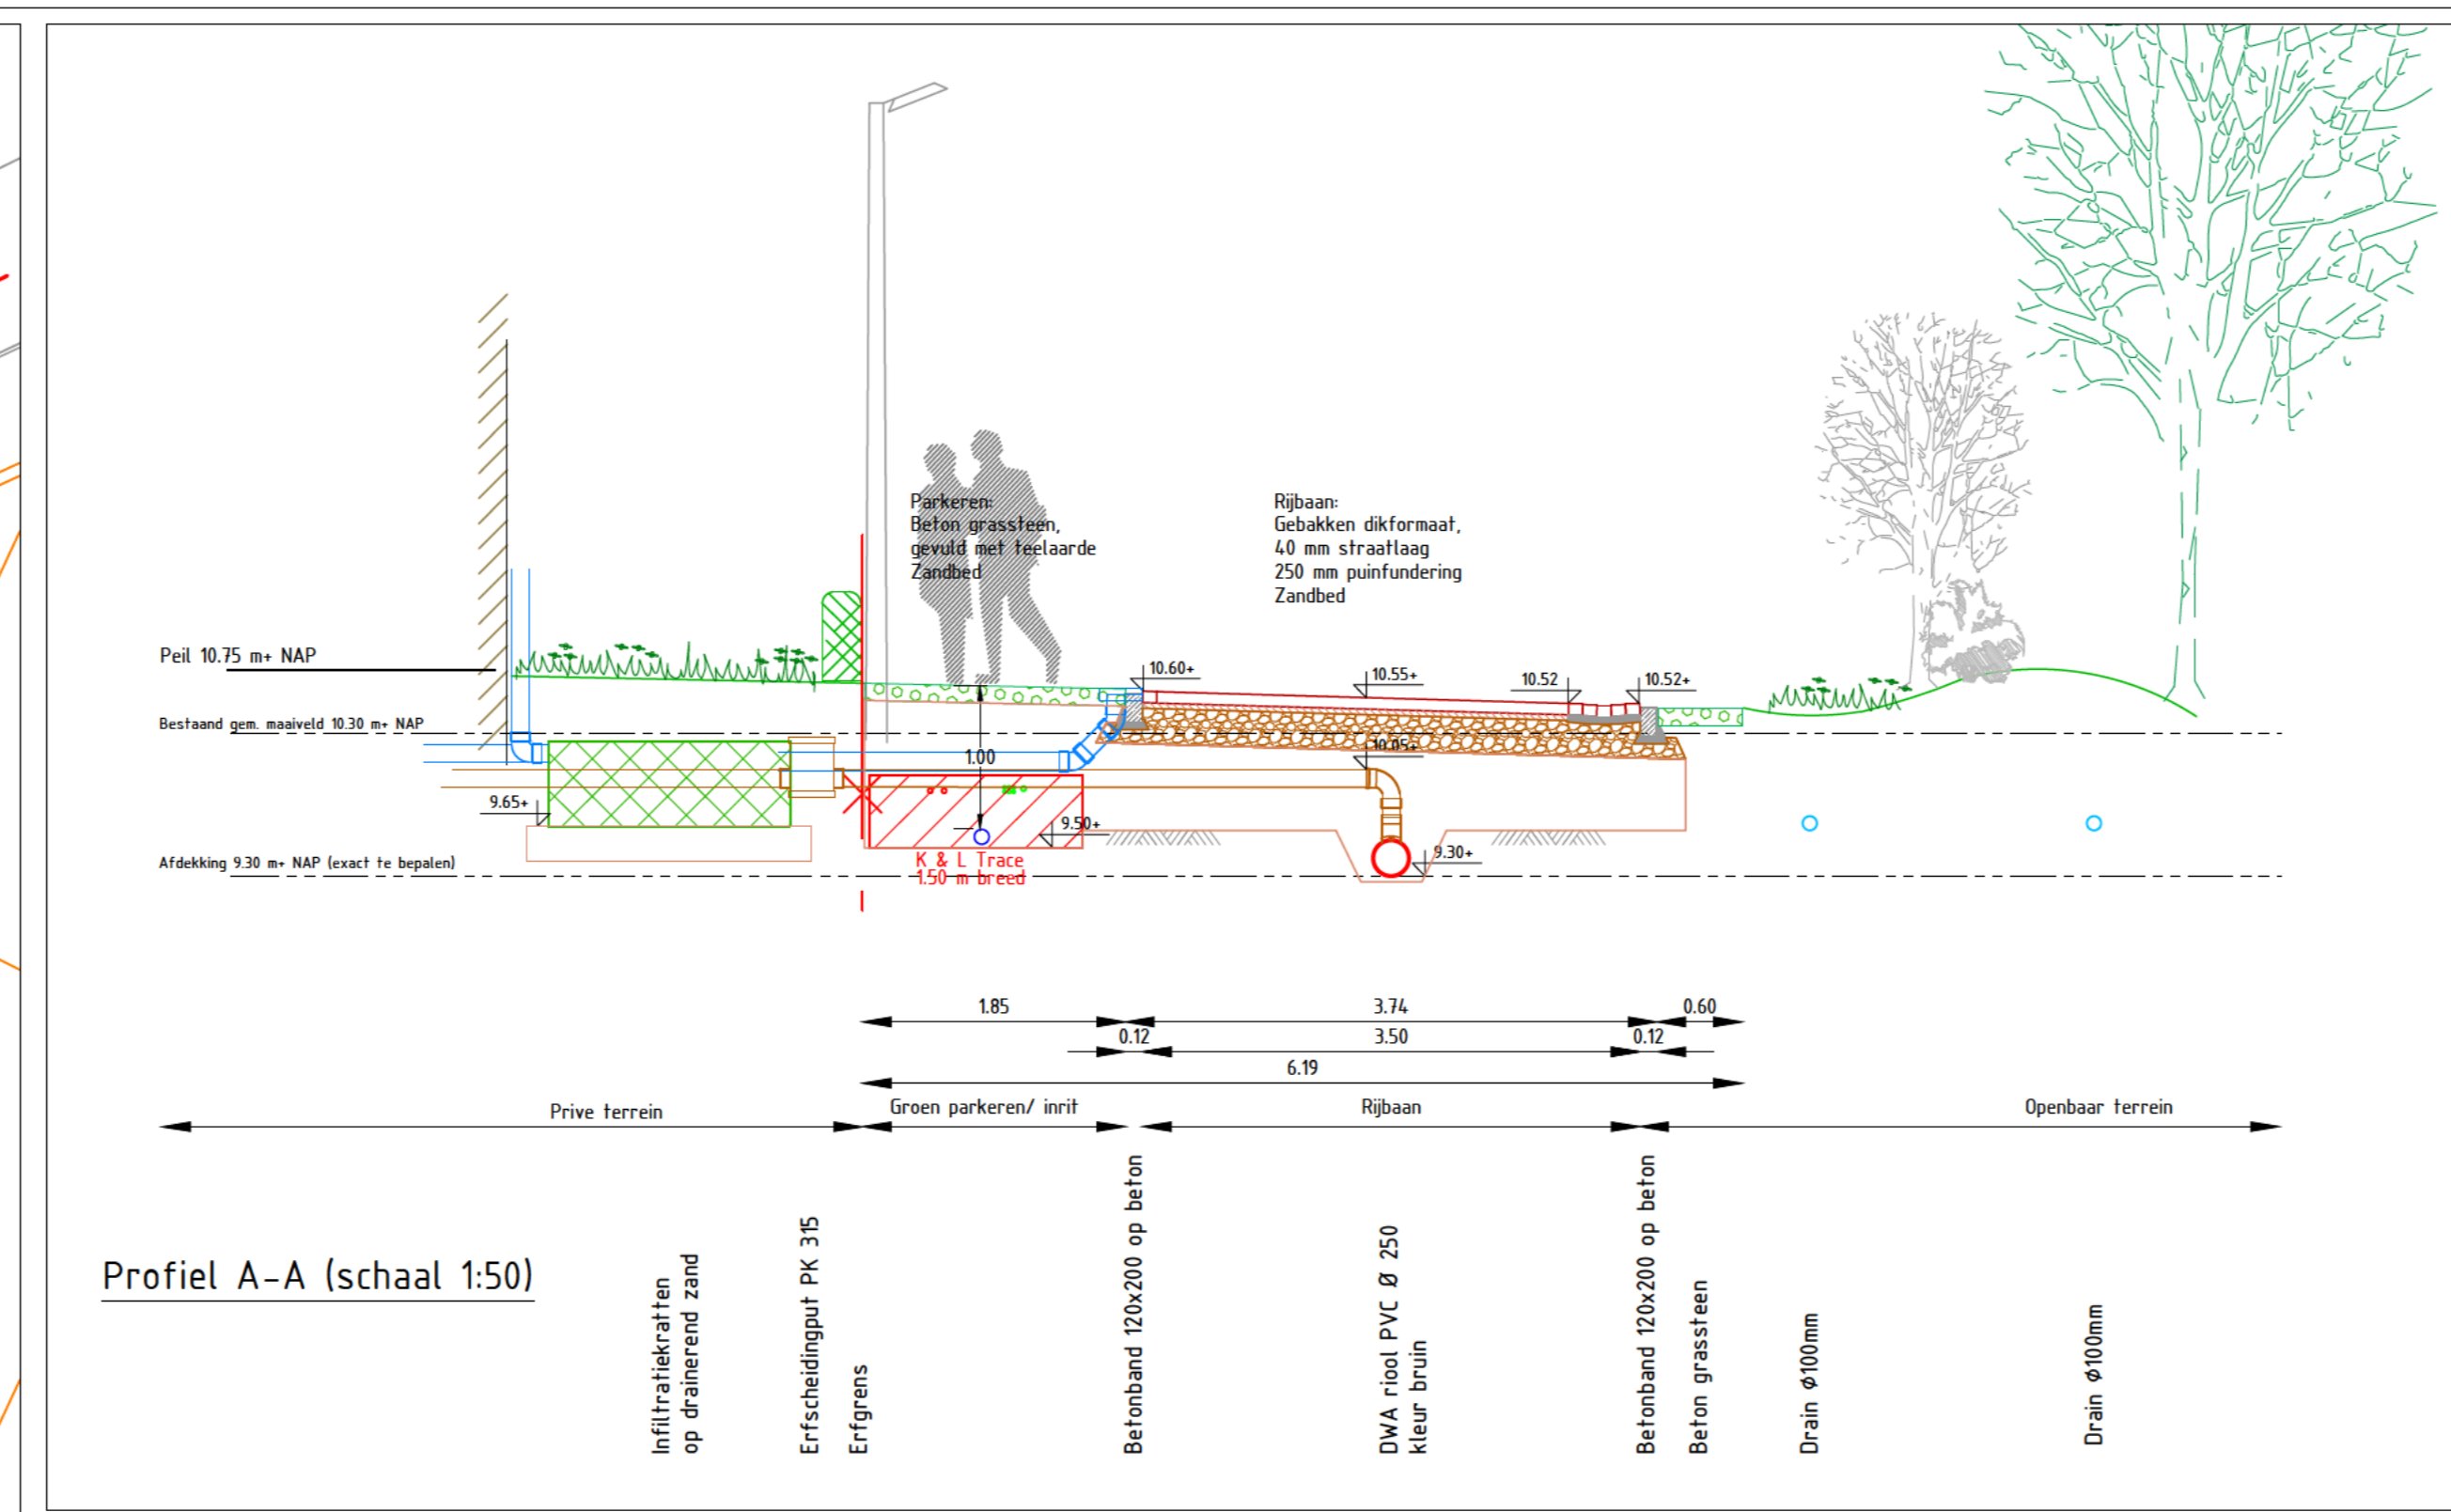 Parkeren:
Beton grassteen,
gevuld met teelaarde
Zandbed
Rijbaan:
Gebakken dikformaat,
40 mm straatlaag
250 mm puinfundering
Zandbed
Peil 10.75 m+ NAP
10.60+
10.55+
10.52
10.52+
Bestaand gem. maaiveld 10.30 m+ NAP
1.00
10.05+
9.65+
9.50+
K & L Trace
1.50 m breed
9.30+
Afdekking 9.30 m+ NAP (exact te bepalen)
1.85
3.74
0.60
0.12
3.50
0.12
6.19
Prive terrein
Groen parkeren/ inrit
Rijbaan
Openbaar terrein
Profiel A-A (schaal 1:50)
Infiltratiekratten
op drainerend zand
Erfscheidingput PK 315
Erfgrens
Betonband 120x200 op beton
DWA riool PVC Ø 250
kleur bruin
Betonband 120x200 op beton
Beton grassteen
Drain ϕ100mm
Drain ϕ100mm